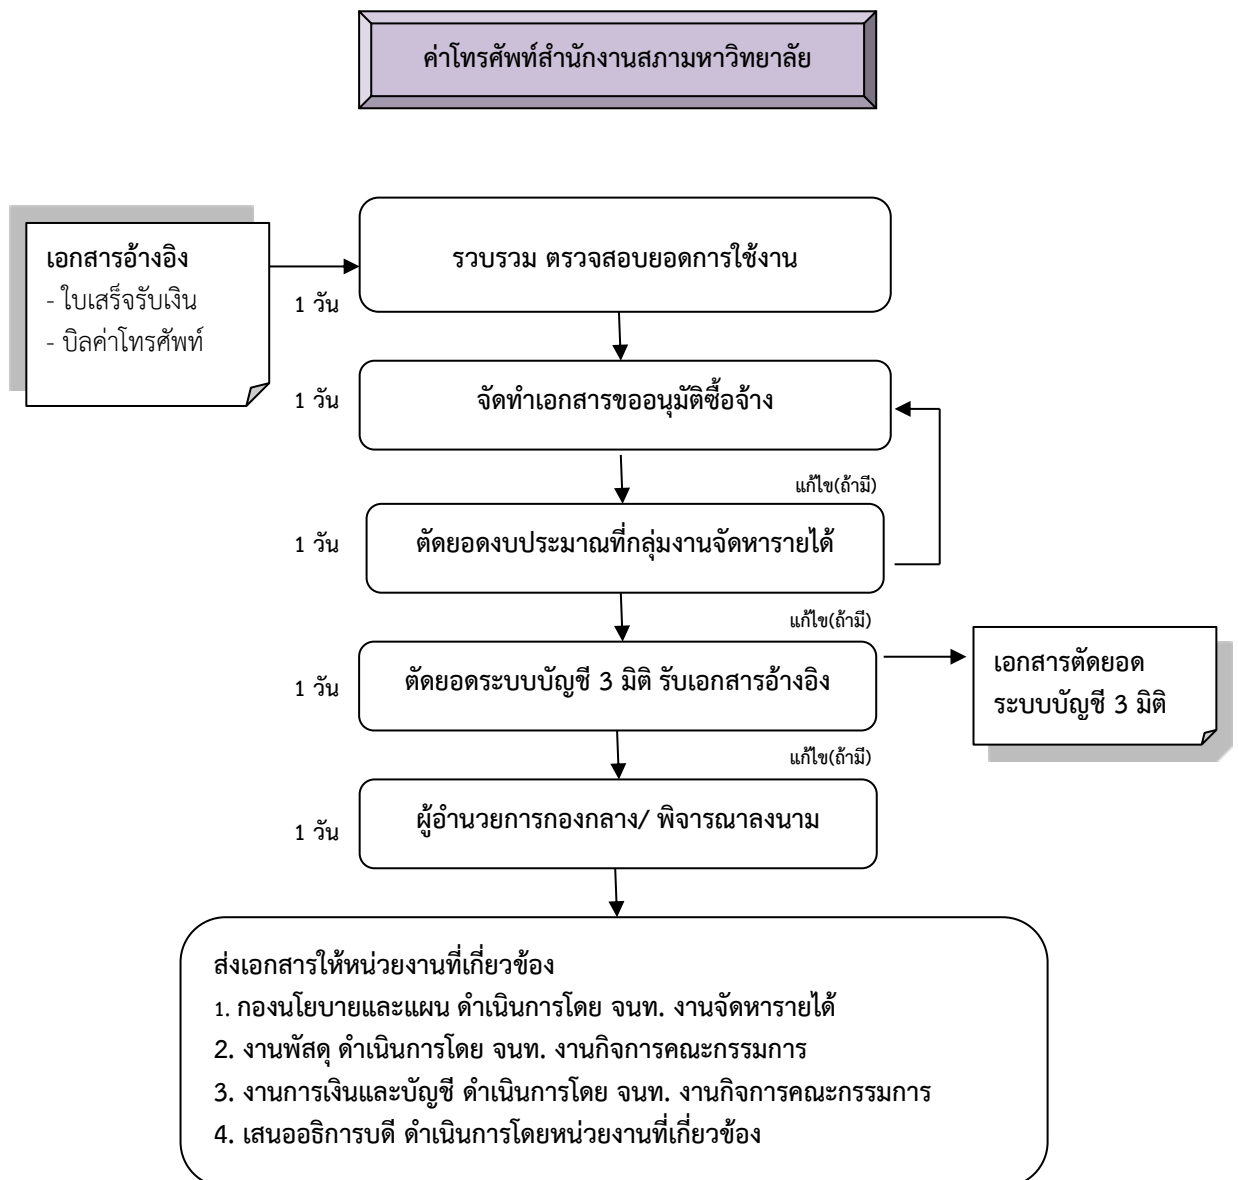 ค่าโทรศัพท์สำนักงานสภามหาวิทยาลัย
เอกสารอ้างอิง
- ใบเสร็จรับเงิน
- บิลค่าโทรศัพท์
รวบรวม ตรวจสอบยอดการใช้งาน
1 วัน
จัดทำเอกสารขออนุมัติซื้อจ้าง
1 วัน
แก้ไข(ถ้ามี)
ตัดยอดงบประมาณที่กลุ่มงานจัดหารายได้
1 วัน
แก้ไข(ถ้ามี)
ตัดยอดระบบบัญชี 3 มิติ รับเอกสารอ้างอิง
1 วัน
เอกสารตัดยอด
ระบบบัญชี 3 มิติ
แก้ไข(ถ้ามี)
ผู้อำนวยการกองกลาง/ พิจารณาลงนาม
1 วัน
ส่งเอกสารให้หน่วยงานที่เกี่ยวข้อง
1. กองนโยบายและแผน ดำเนินการโดย จนท. งานจัดหารายได้
2. งานพัสดุ ดำเนินการโดย จนท. งานกิจการคณะกรรมการ
3. งานการเงินและบัญชี ดำเนินการโดย จนท. งานกิจการคณะกรรมการ
4. เสนออธิการบดี ดำเนินการโดยหน่วยงานที่เกี่ยวข้อง